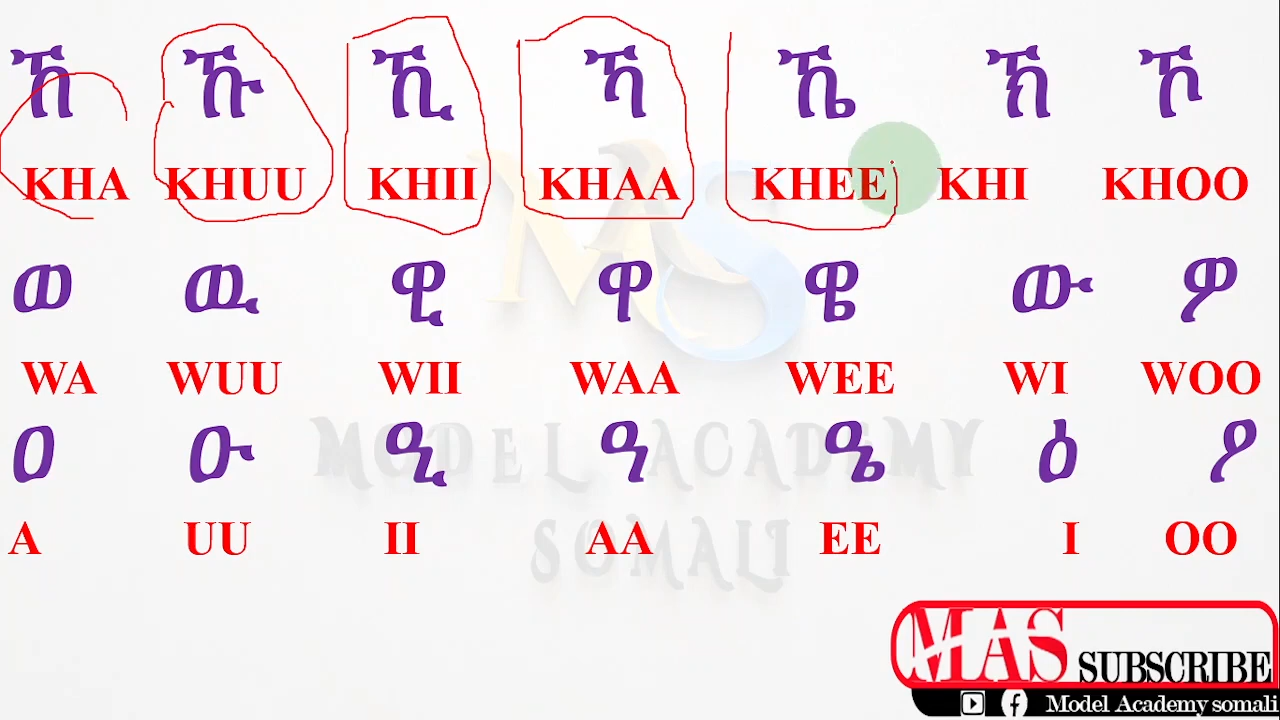 ኸ ኹ ኺ ኻ ኼ ኽ ኾ
KHA KHUU KHII KHAA KHEE KHI KHOO
ወ ዉ ዊ ዋ ዌ ው ዎ
WA WUU WII WAA WEE WI WOO
ዐ ዑ ዒ ዓ ዔ ዕ ዖ
A UU II AA EE I OO
MAS
MODEL ACADEMY
SOMALI
MAS SUBSCRIBE
Model Academy somali